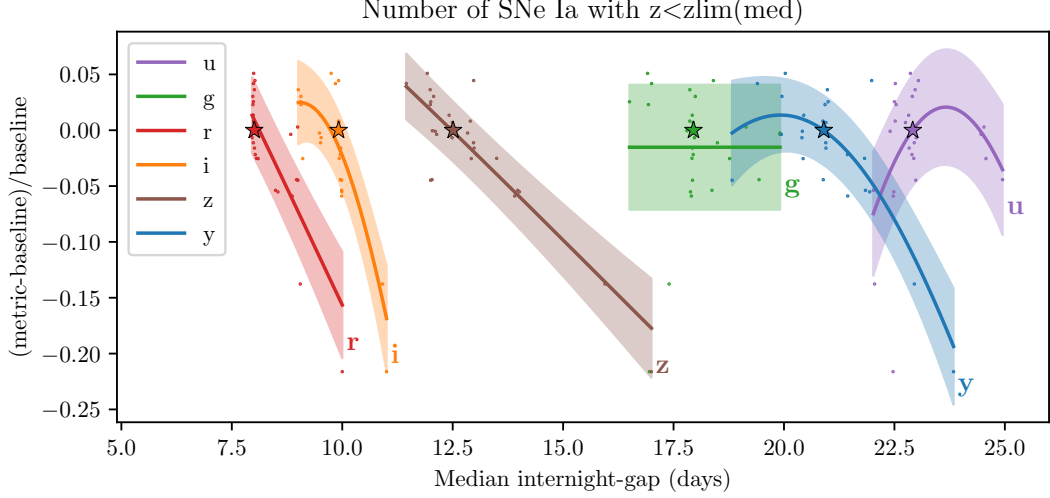 Number of SNe Ia with z<zlim(med)
(metric-baseline)/baseline
0.05
0.00
−0.05
−0.10
−0.15
−0.20
−0.25
u
g
r
i
z
y
r
i
z
g
y
u
5.0 7.5 10.0 12.5 15.0 17.5 20.0 22.5 25.0
Median internight-gap (days)